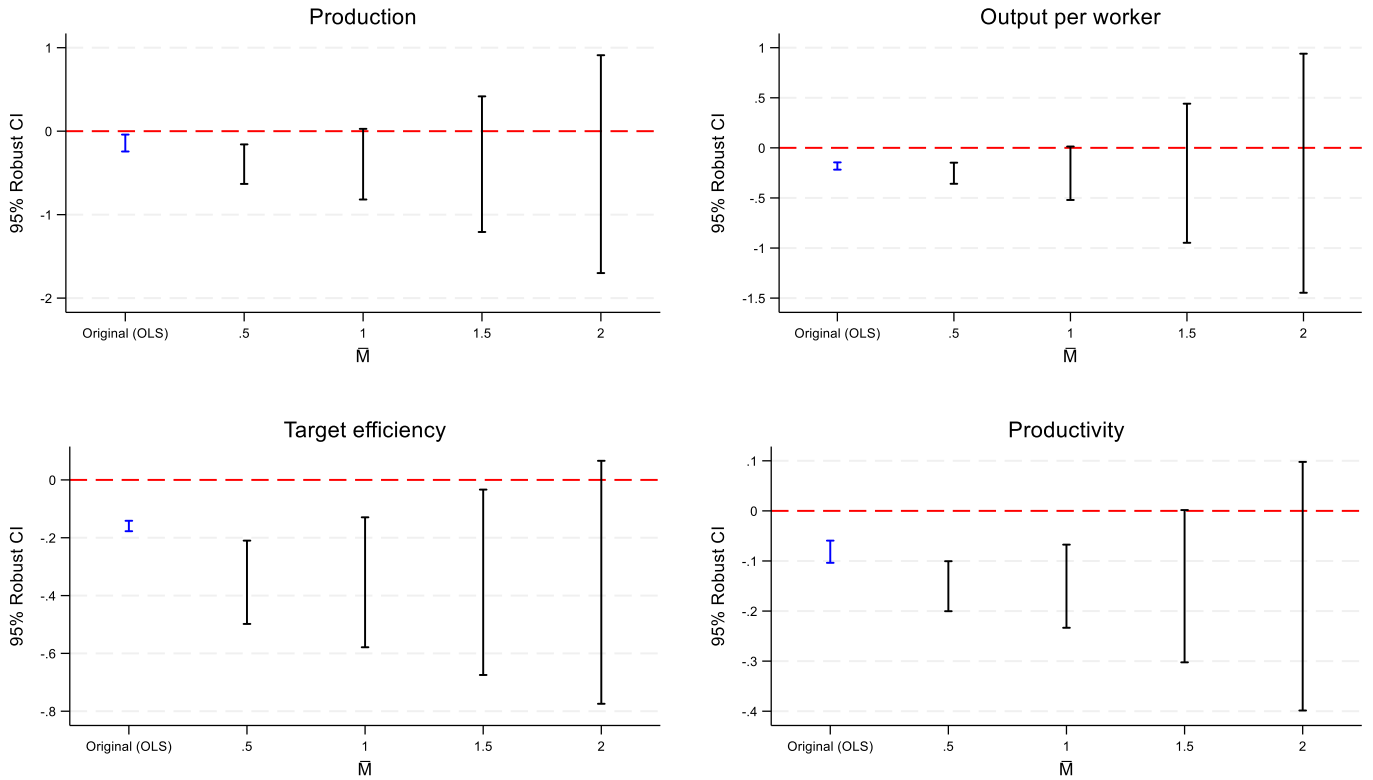 Production
1
0
-1
-2
95% Robust CI
Original (OLS) .5 1 1.5 2
M̅
Output per worker
1
.5
0
-.5
-1
-1.5
95% Robust CI
Original (OLS) .5 1 1.5 2
M̅
Target efficiency
0
-.2
-.4
-.6
-.8
95% Robust CI
Original (OLS) .5 1 1.5 2
M̅
Productivity
.1
0
-.1
-.2
-.3
-.4
95% Robust CI
Original (OLS) .5 1 1.5 2
M̅